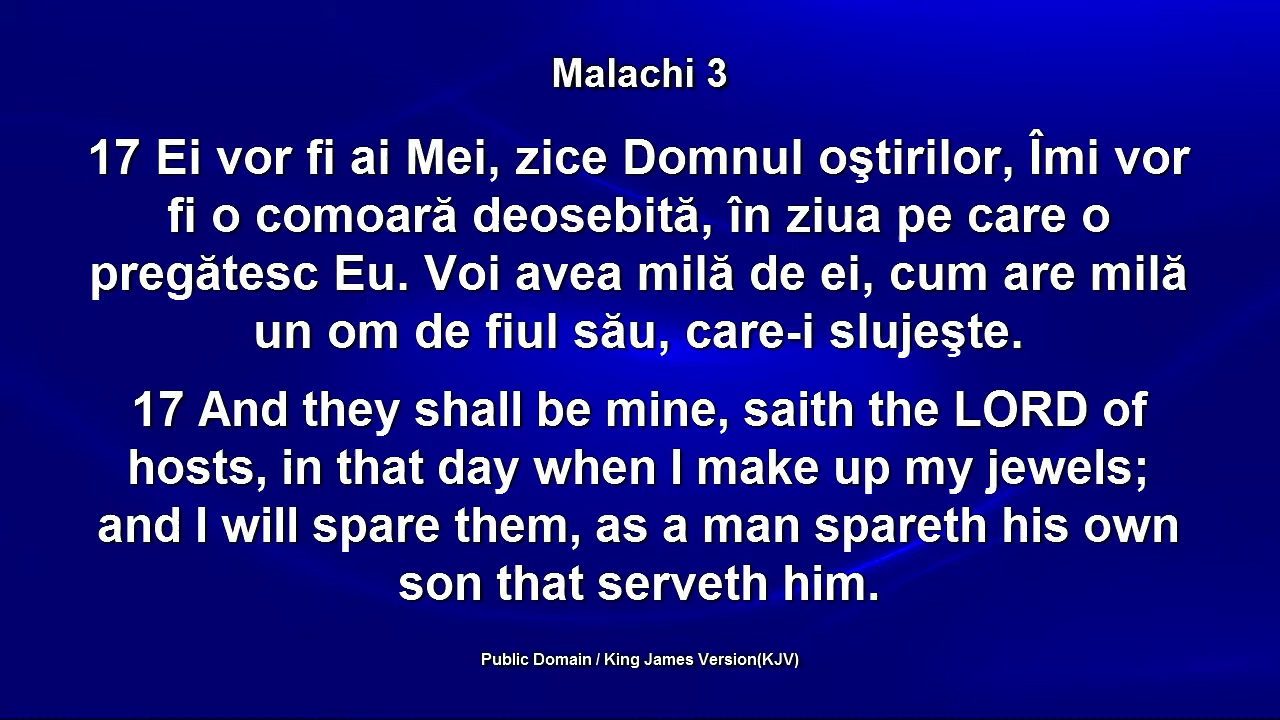 Malachi 3
17 Ei vor fi ai Mei, zice Domnul oştirilor, Îmi vor
fi o comoară deosebită, în ziua pe care o
pregătesc Eu. Voi avea milă de ei, cum are milă
un om de fiul său, care-i slujeşte.
17 And they shall be mine, saith the LORD of
hosts, in that day when I make up my jewels;
and I will spare them, as a man spareth his own
son that serveth him.
Public Domain / King James Version(KJV)